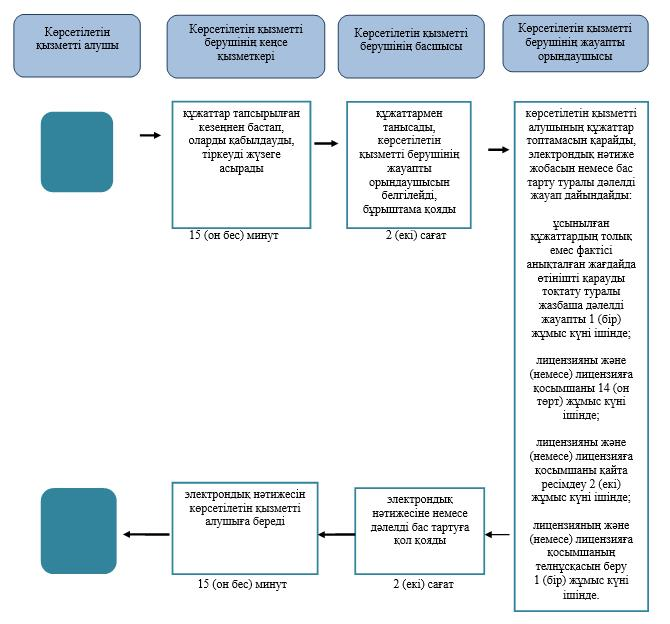 Көрсетілетін
қызметті алушы
Көрсетілетін қызметті
берушінің кеңсе
қызметкері
Көрсетілетін қызметті
берушінің басшысы
Көрсетілетін қызметті
берушінің жауапты
орындаушысы
құжаттар тапсырылған
кезеңнен бастап,
оларды қабылдауды,
тіркеуді жүзеге
асырады
15 (он бес) минут
құжаттармен
танысады,
көрсетілетін
қызметті берушінің
жауапты
орындаушысын
белгілейді,
бұрыштама қояды
2 (екі) сағат
көрсетілетін қызметті
алушының құжаттар
топтамасын қарайды,
электрондық нәтиже
жобасын немесе бас
тарту туралы дәлелді
жауап дайындайды:
ұсынылған
құжаттардың толық
емес фактісі
анықталған жағдайда
өтінішті қарауды
тоқтату туралы
жазбаша дәлелді
жауапты 1 (бір)
жұмыс күні ішінде;
лицензияны және
(немесе) лицензияға
қосымшаны 14 (он
төрт) жұмыс күні
ішінде;
лицензияны және
(немесе) лицензияға
қосымшаны қайта
ресімдеу 2 (екі)
жұмыс күні ішінде;
лицензияның және
(немесе) лицензияға
қосымшаның
телнұсқасын беру
1 (бір) жұмыс күні
ішінде.
электрондық
нәтижесіне немесе
дәлелді бас тартуға
қол қояды
2 (екі) сағат
электрондық нәтижесін
көрсетілетін қызметті
алушыға береді
15 (он бес) минут